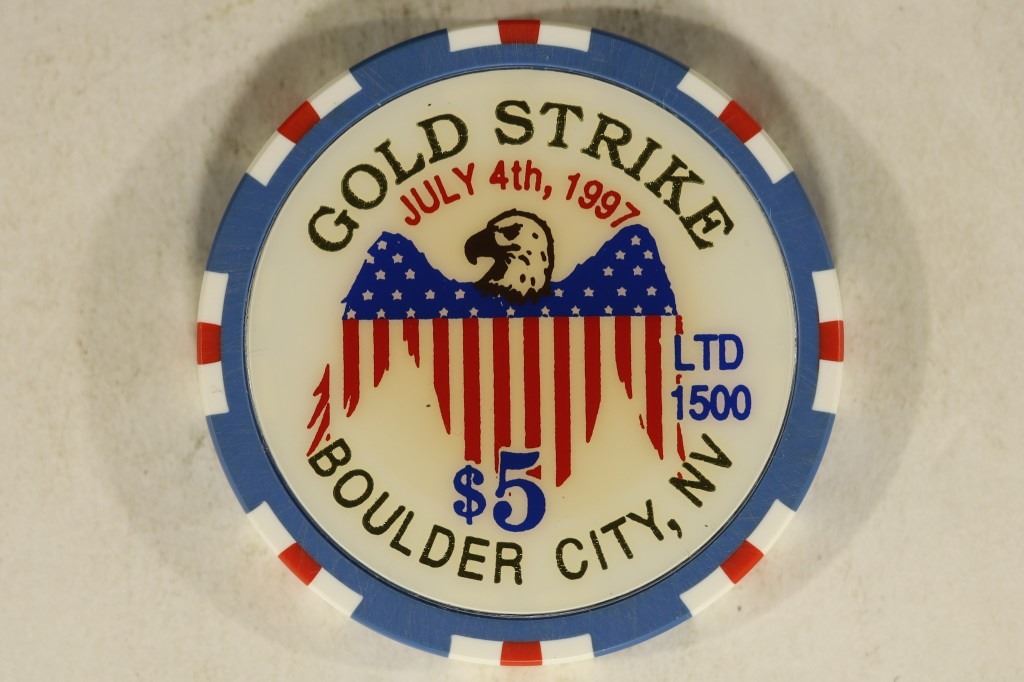 GOLD STRIKE
JULY 4th, 1997
LTD
1500
$5
BOULDER CITY, NV